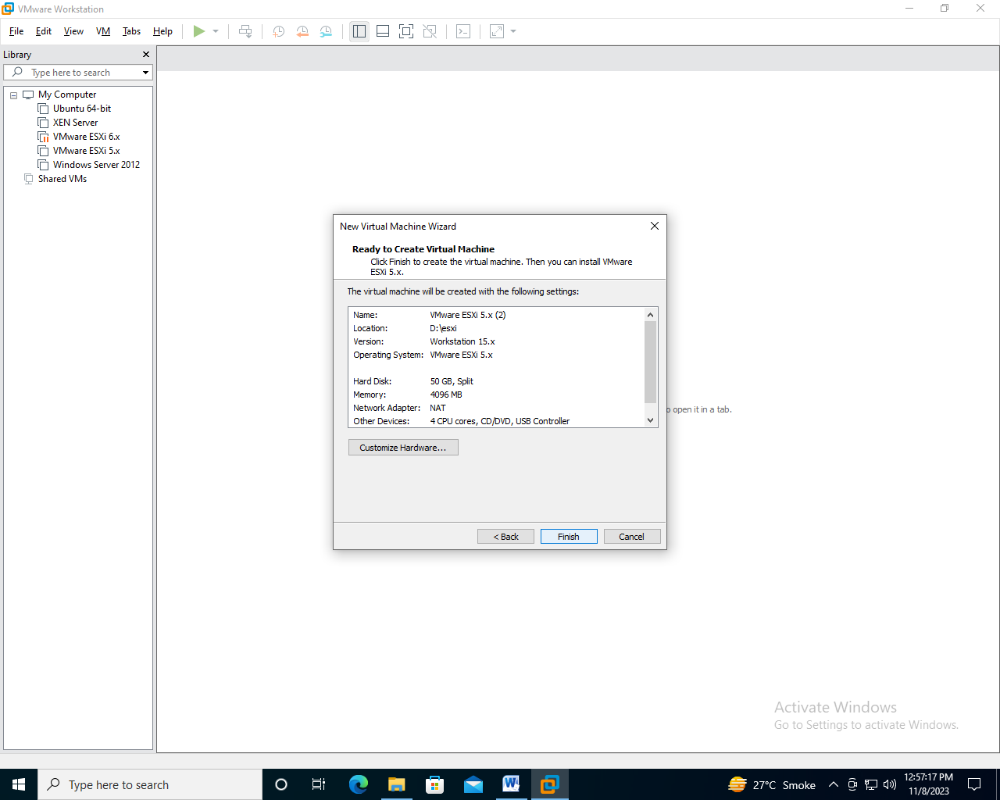 VMware Workstation
File Edit View VM Tabs Help
Library
Type here to search
My Computer
Ubuntu 64-bit
XEN Server
VMware ESXi 6.x
VMware ESXi 5.x
Windows Server 2012
Shared VMs
New Virtual Machine Wizard
Ready to Create Virtual Machine
Click Finish to create the virtual machine. Then you can install VMware
ESXi 5.x.
The virtual machine will be created with the following settings:
Name: VMware ESXi 5.x (2)
Location: D:\esxi
Version: Workstation 15.x
Operating System: VMware ESXi 5.x
Hard Disk: 50 GB, Split
Memory: 4096 MB
Network Adapter: NAT
Other Devices: 4 CPU cores, CD/DVD, USB Controller
Customize Hardware...
< Back Finish Cancel
o open it in a tab.
Activate Windows
Go to Settings to activate Windows.
Type here to search
27°C Smoke
12:57:17 PM
11/8/2023